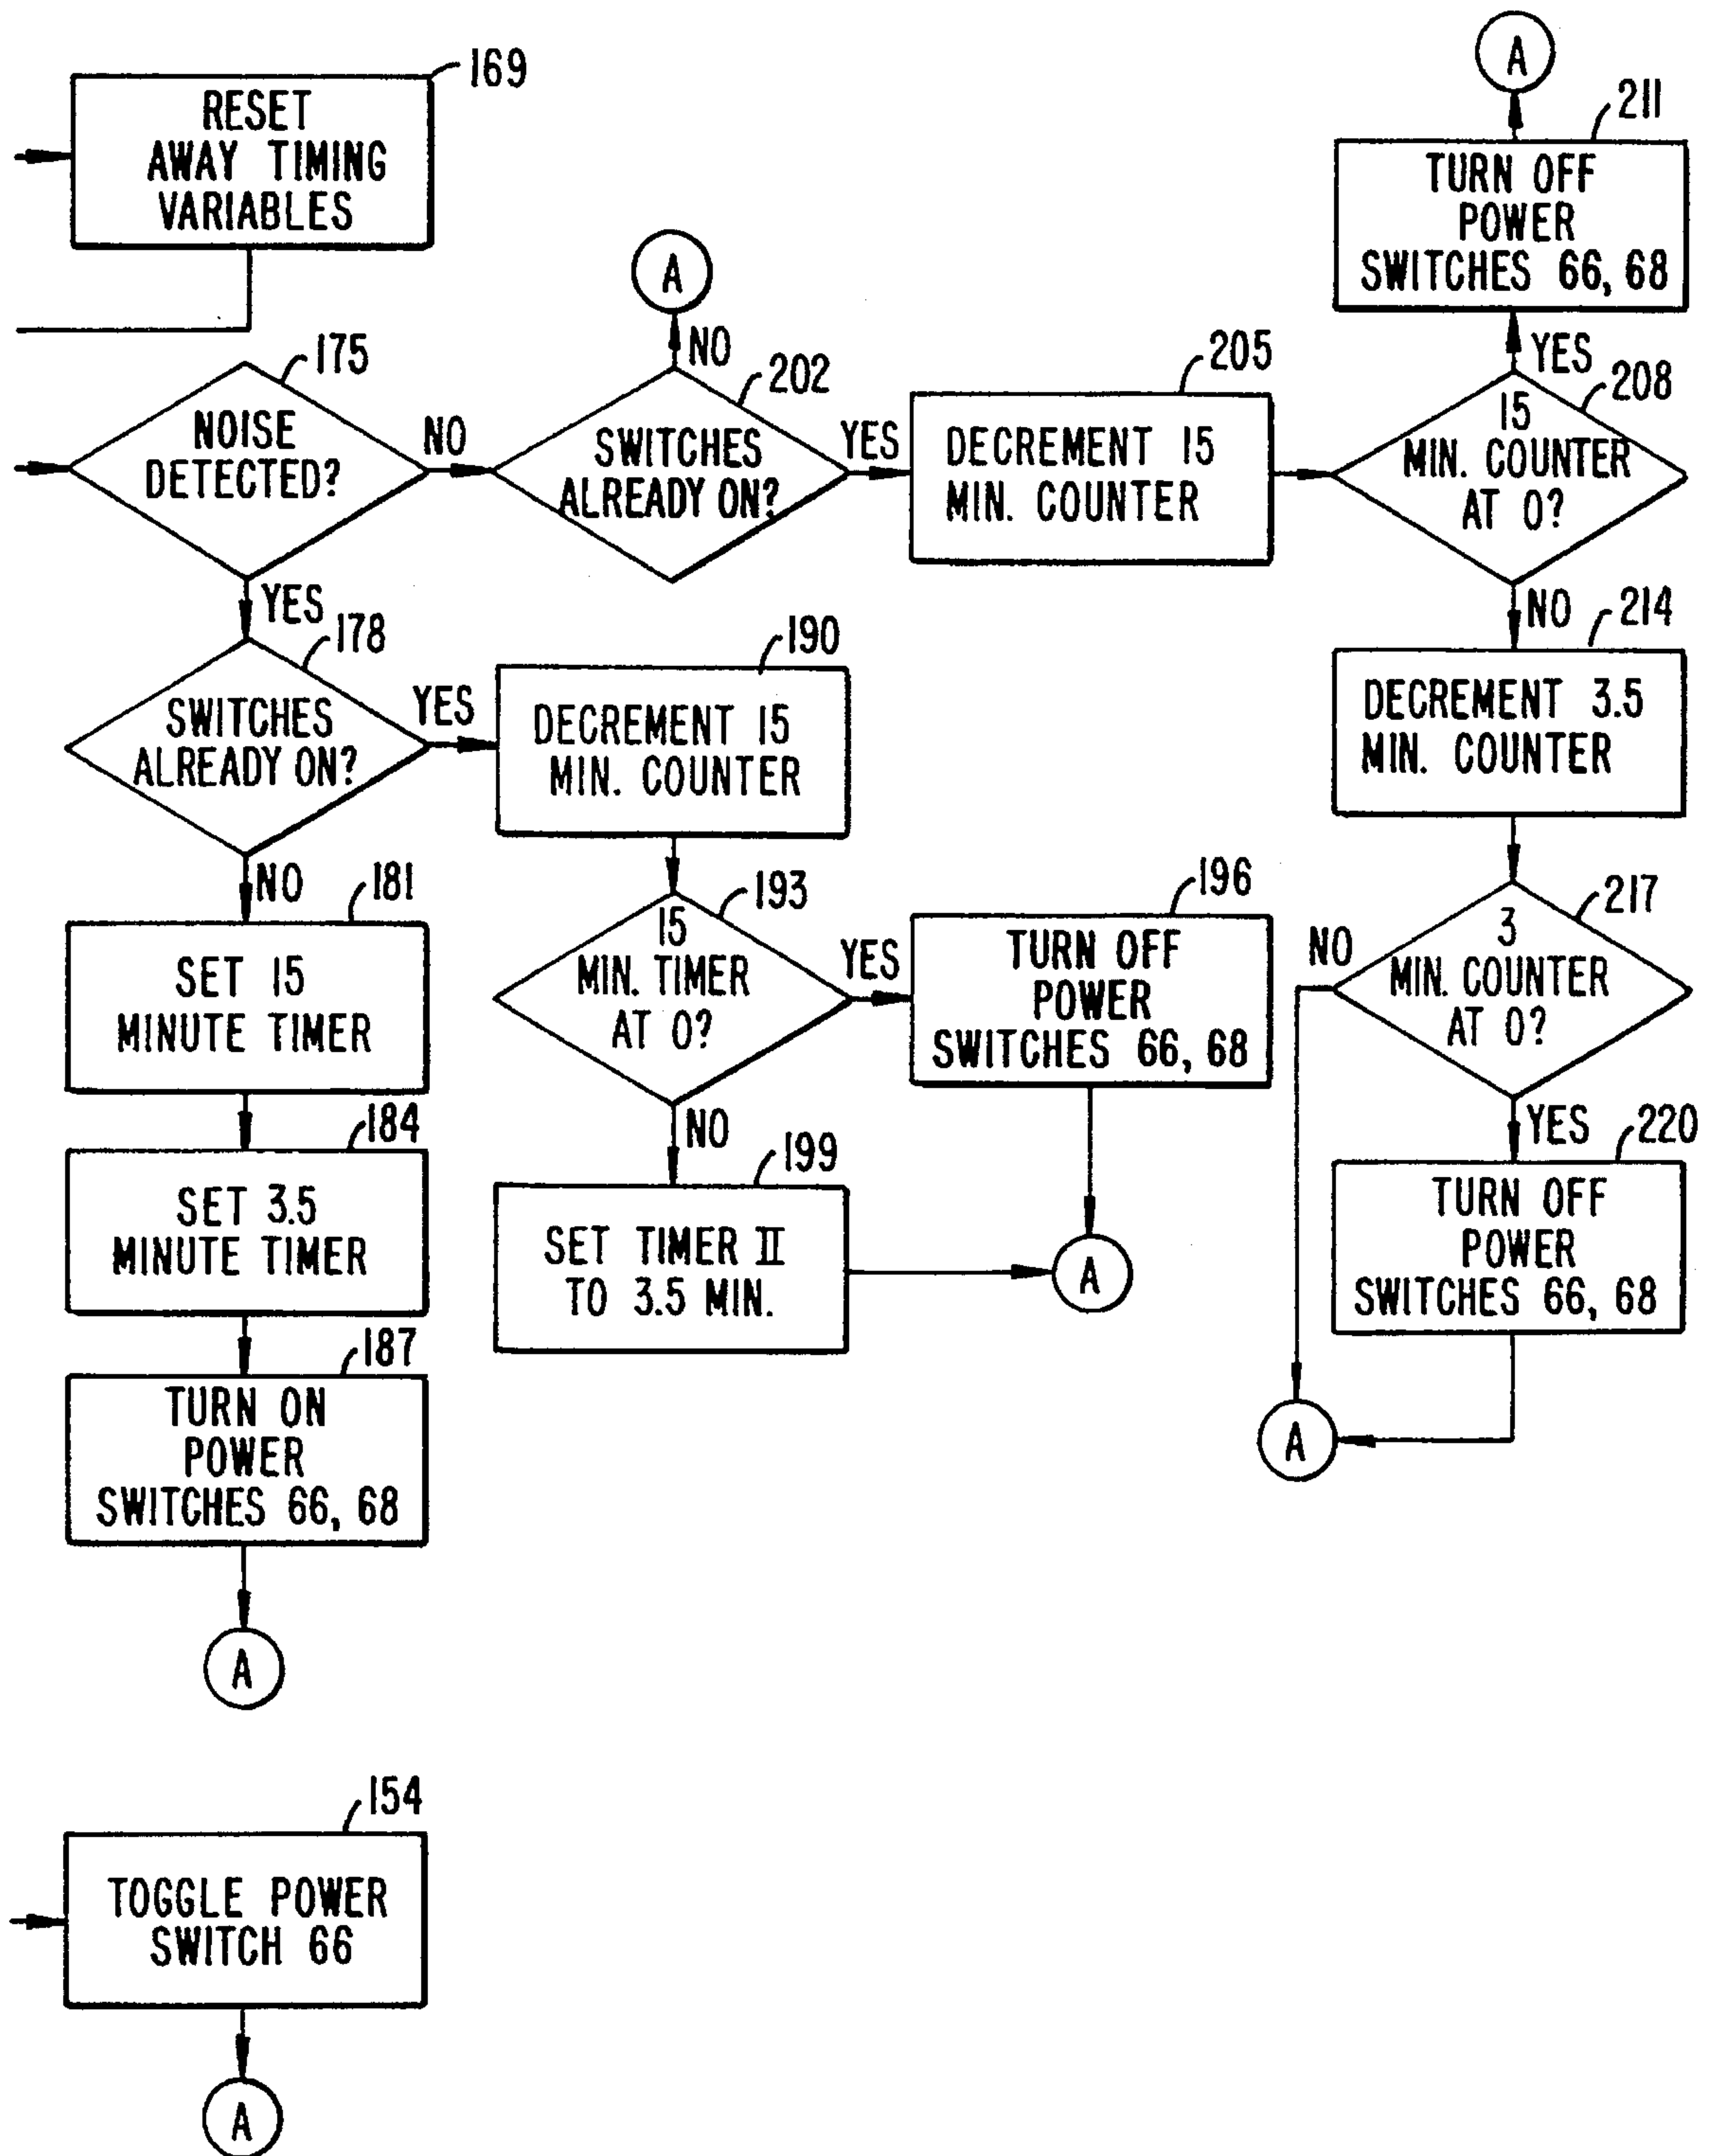 169
RESET
AWAY TIMING
VARIABLES
A
211
TURN OFF
POWER
SWITCHES 66, 68
A
175
NOISE
DETECTED?
NO
NO
202
SWITCHES
ALREADY ON?
YES
205
DECREMENT 15
MIN. COUNTER
YES
208
15
MIN. COUNTER
AT 0?
YES
178
SWITCHES
ALREADY ON?
YES
190
DECREMENT 15
MIN. COUNTER
NO
214
DECREMENT 3.5
MIN. COUNTER
NO
181
SET 15
MINUTE TIMER
193
15
MIN. TIMER
AT 0?
YES
196
TURN OFF
POWER
SWITCHES 66, 68
NO
217
3
MIN. COUNTER
AT 0?
184
SET 3.5
MINUTE TIMER
NO
199
SET TIMER II
TO 3.5 MIN.
A
YES
220
TURN OFF
POWER
SWITCHES 66, 68
187
TURN ON
POWER
SWITCHES 66, 68
A
A
154
TOGGLE POWER
SWITCH 66
A